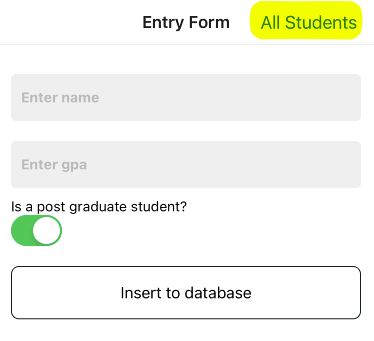 Entry Form All Students
Enter name
Enter gpa
Is a post graduate student?
Insert to database